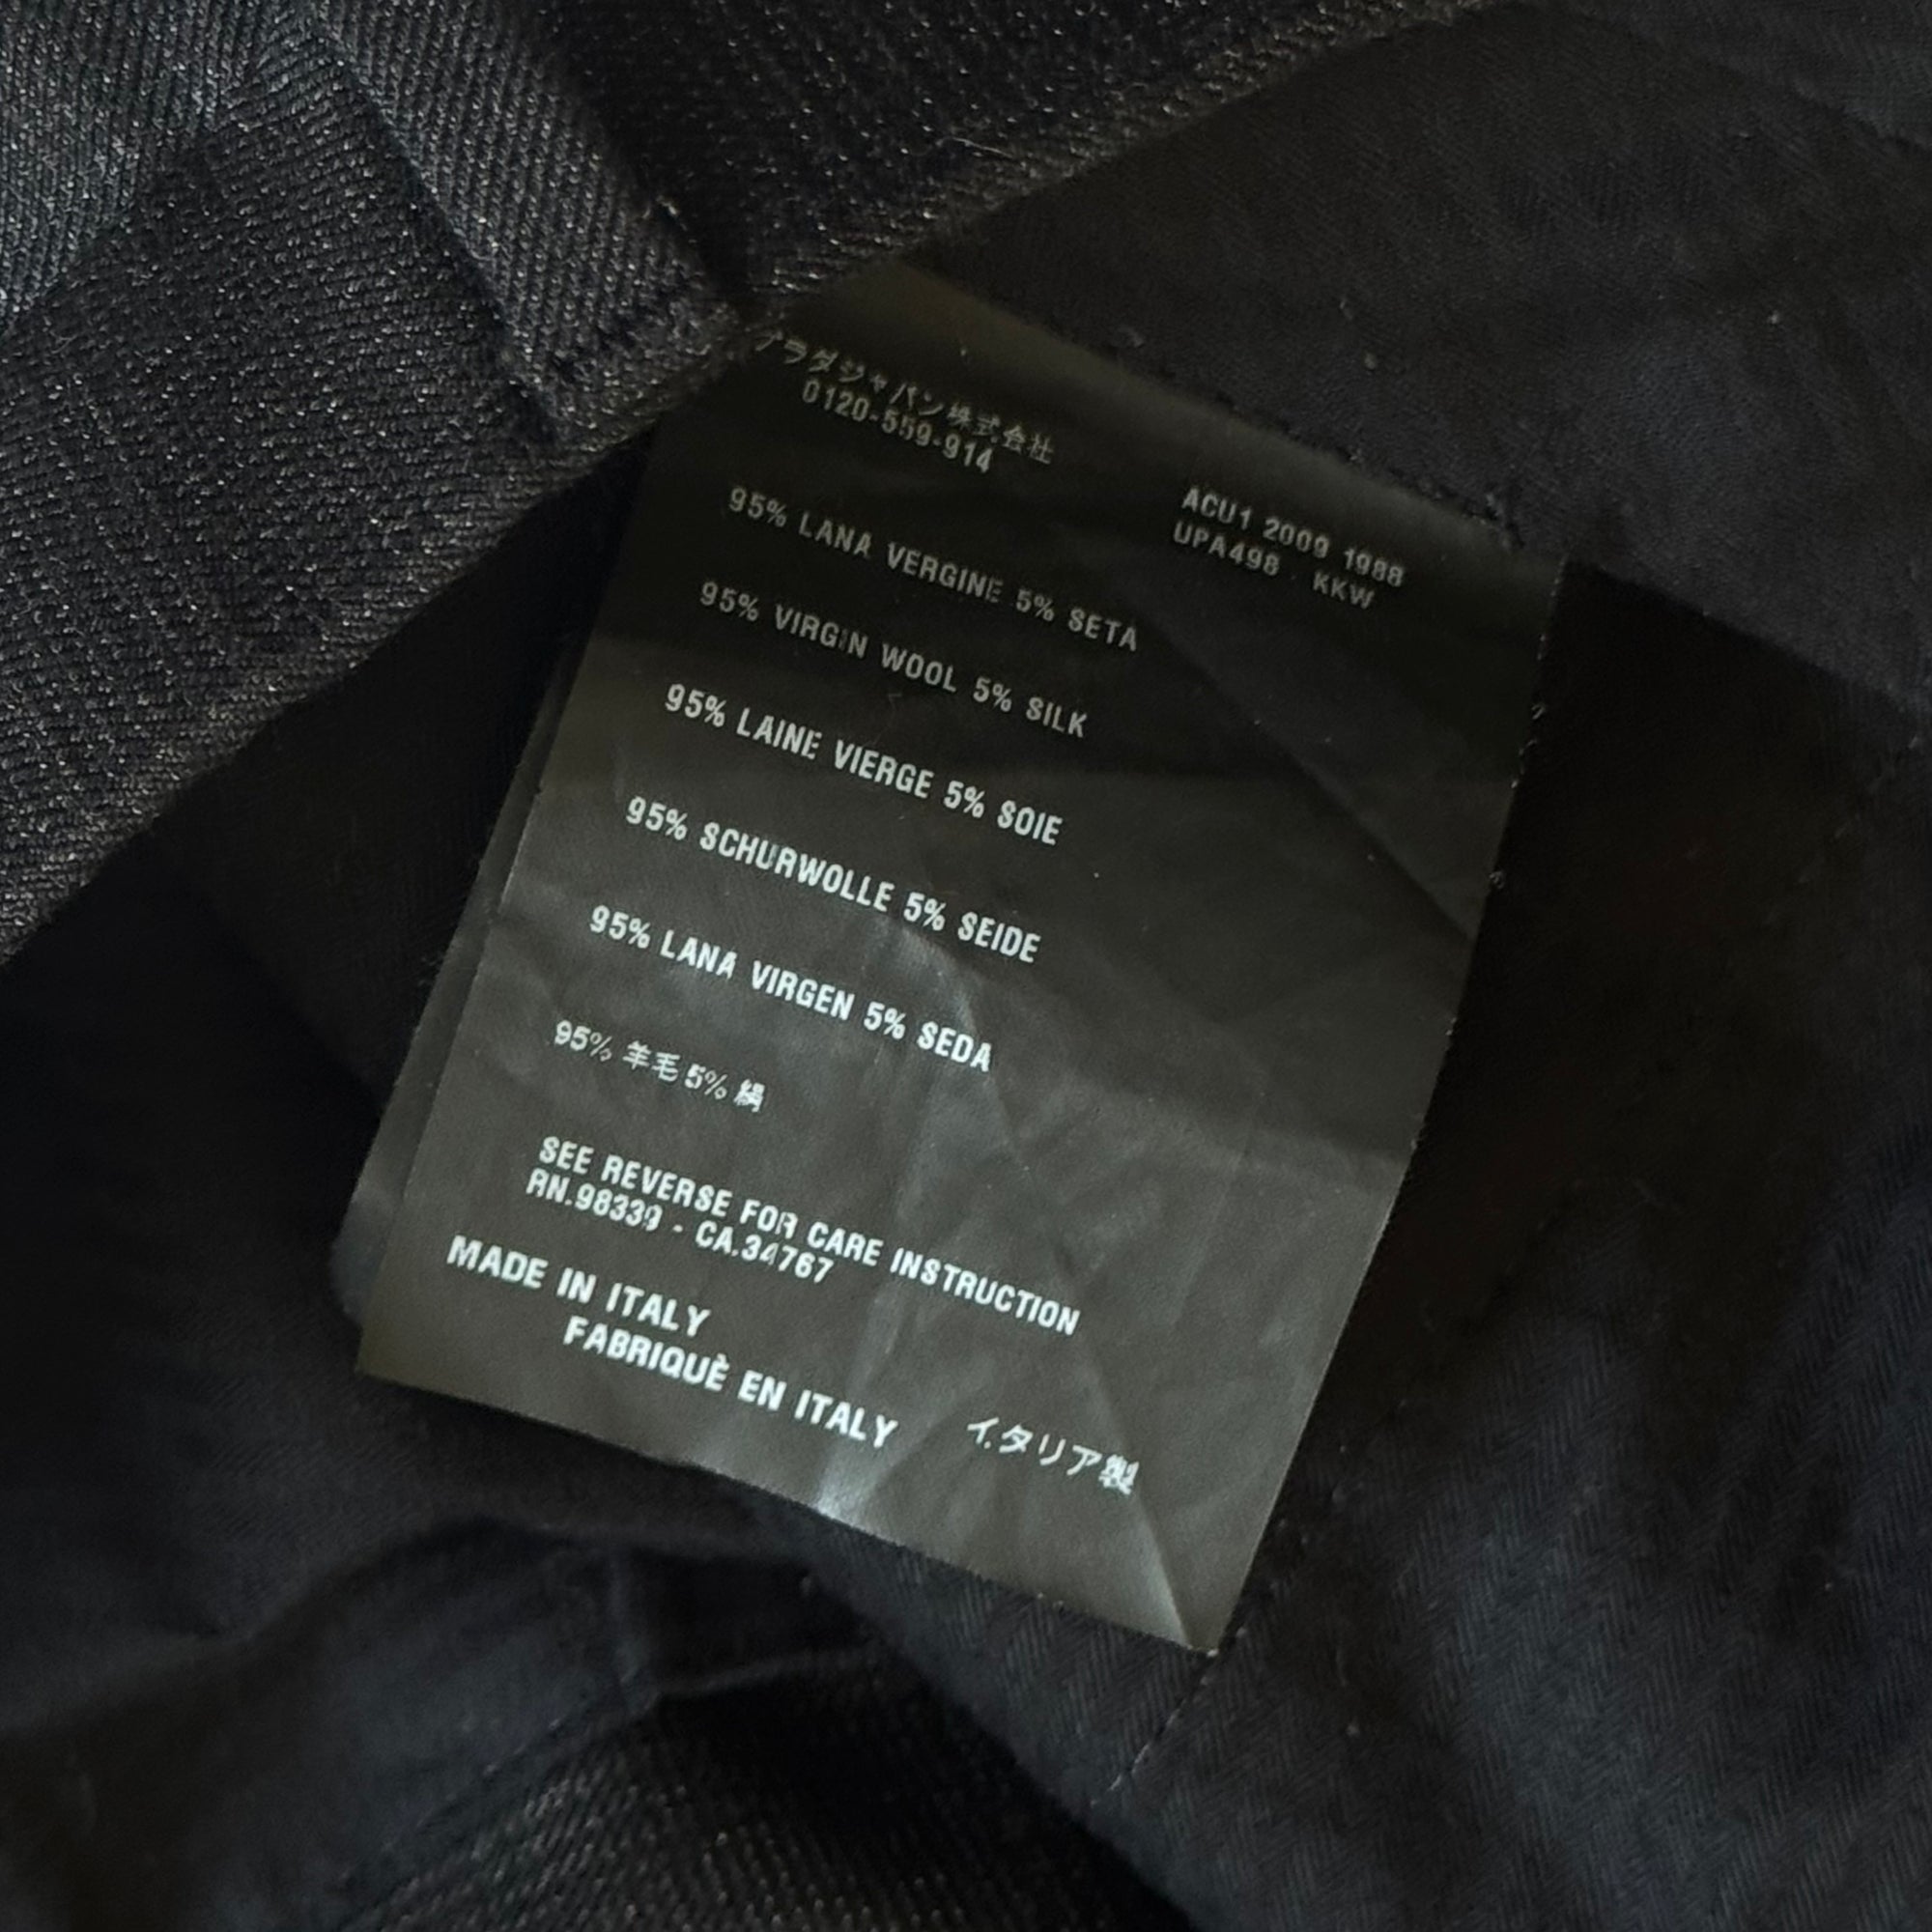 プラダジャパン株式会社
0120-559-914
ACU1 2009 1988
UPA498 KKW
95% LANA VERGINE 5% SETA
95% VIRGIN WOOL 5% SILK
95% LAINE VIERGE 5% SOIE
95% SCHURWOLLE 5% SEIDE
95% LANA VIRGEN 5% SEDA
95% 羊毛 5% 絹
SEE REVERSE FOR CARE INSTRUCTION
RN.98339 - CA.34767
MADE IN ITALY
FABRIQUÈ EN ITALY
イタリア製